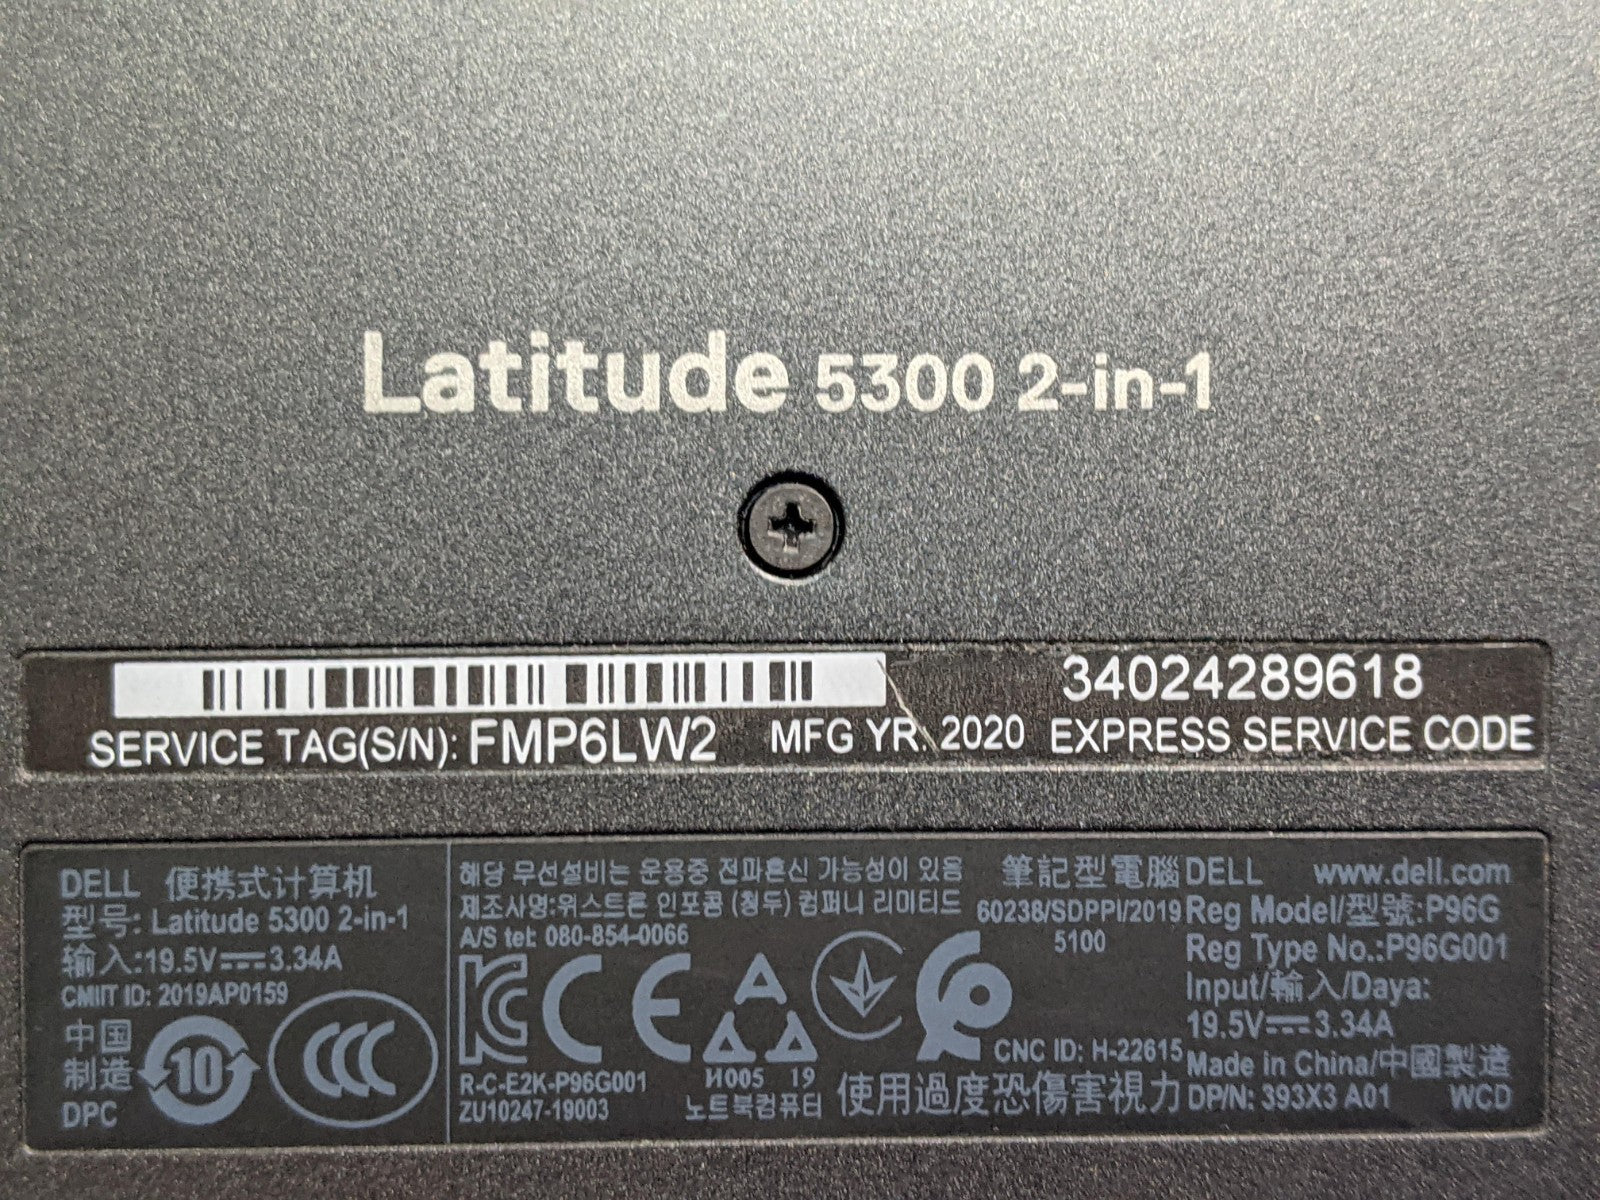 Latitude 5300 2-in-1
34024289618
SERVICE TAG(S/N): FMP6LW2 MFG YR. 2020 EXPRESS SERVICE CODE
DELL 便携式计算机
型号: Latitude 5300 2-in-1
输入:19.5V⎓3.34A
CMIIT ID: 2019AP0159
中国
制造
DPC
10
CCC
해당 무선설비는 운용중 전파혼신 가능성이 있음
제조사명:위스트론 인포콤 (청두) 컴퍼니 리미티드
A/S tel: 080-854-0066
CE
R-C-E2K-P96G001
ZU10247-19003
И005 19
노트북컴퓨터
筆記型電腦
60238/SDPPI/2019
5100
CNC ID: H-22615
使用過度恐傷害視力
DELL www.dell.com
Reg Model/型號:P96G
Reg Type No.:P96G001
Input/輸入/Daya:
19.5V⎓3.34A
Made in China/中國製造
DP/N: 393X3 A01 WCD